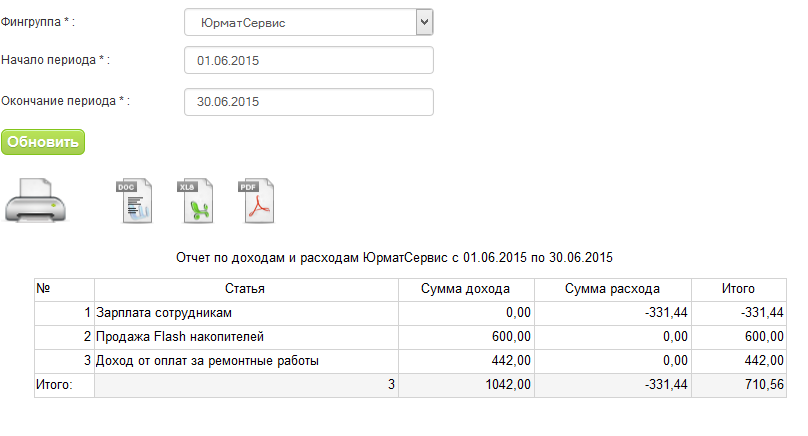 Фингруппа * :
ЮрматСервис
Начало периода * :
01.06.2015
Окончание периода * :
30.06.2015
Обновить
DOC XLS PDF
Отчет по доходам и расходам ЮрматСервис с 01.06.2015 по 30.06.2015
№ Статья Сумма дохода Сумма расхода Итого
1 Зарплата сотрудникам 0,00 -331,44 -331,44
2 Продажа Flash накопителей 600,00 0,00 600,00
3 Доход от оплат за ремонтные работы 442,00 0,00 442,00
Итого: 3 1042,00 -331,44 710,56